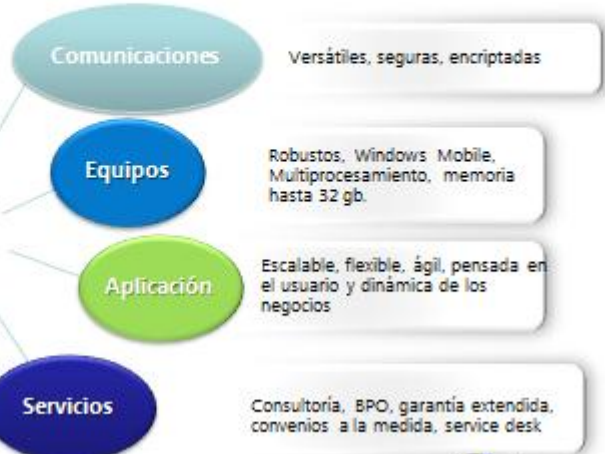 Comunicaciones
Versátiles, seguras, encriptadas
Equipos
Robustos, Windows Mobile,
Multiprocesamiento, memoria
hasta 32 gb.
Aplicación
Escalable, flexible, ágil, pensada en
el usuario y dinámica de los
negocios
Servicios
Consultoría, BPO, garantía extendida,
convenios a la medida, service desk